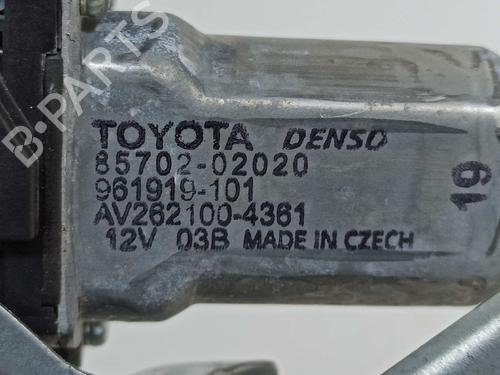 TOYOTA DENSO
85702-02020
961919-101
AV262100-4361
12V 03B MADE IN CZECH
19
B-PARTS